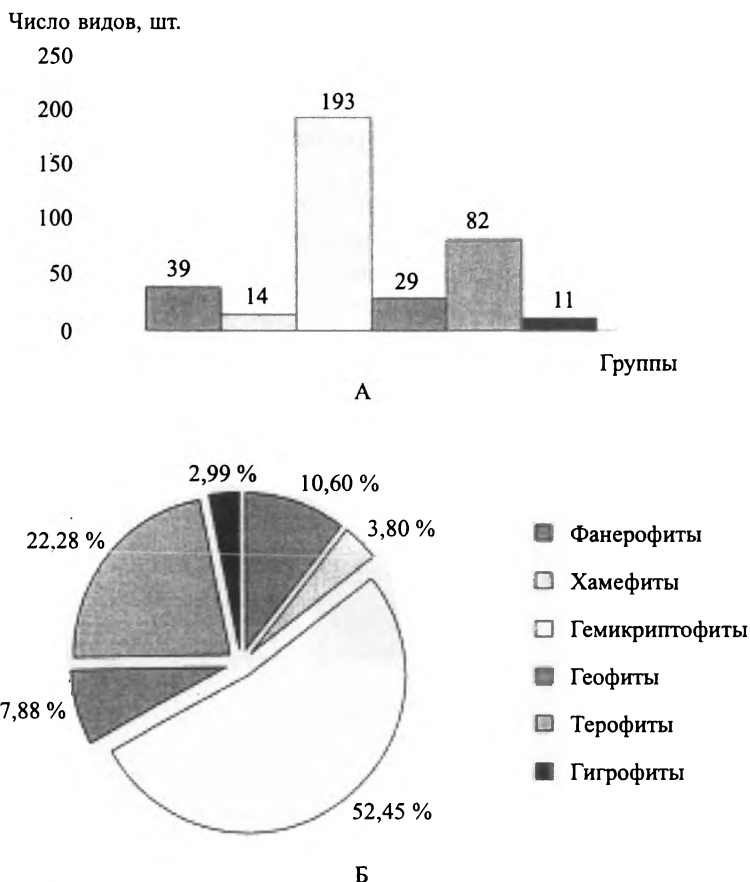 Число видов, шт.
250
200
150
100
50
0
39
14
193
29
82
11
Группы
А
2,99 %
10,60 %
3,80 %
22,28 %
7,88 %
52,45 %
Фанерофиты
Хамефиты
Гемикриптофиты
Геофиты
Терофиты
Гигрофиты
Б